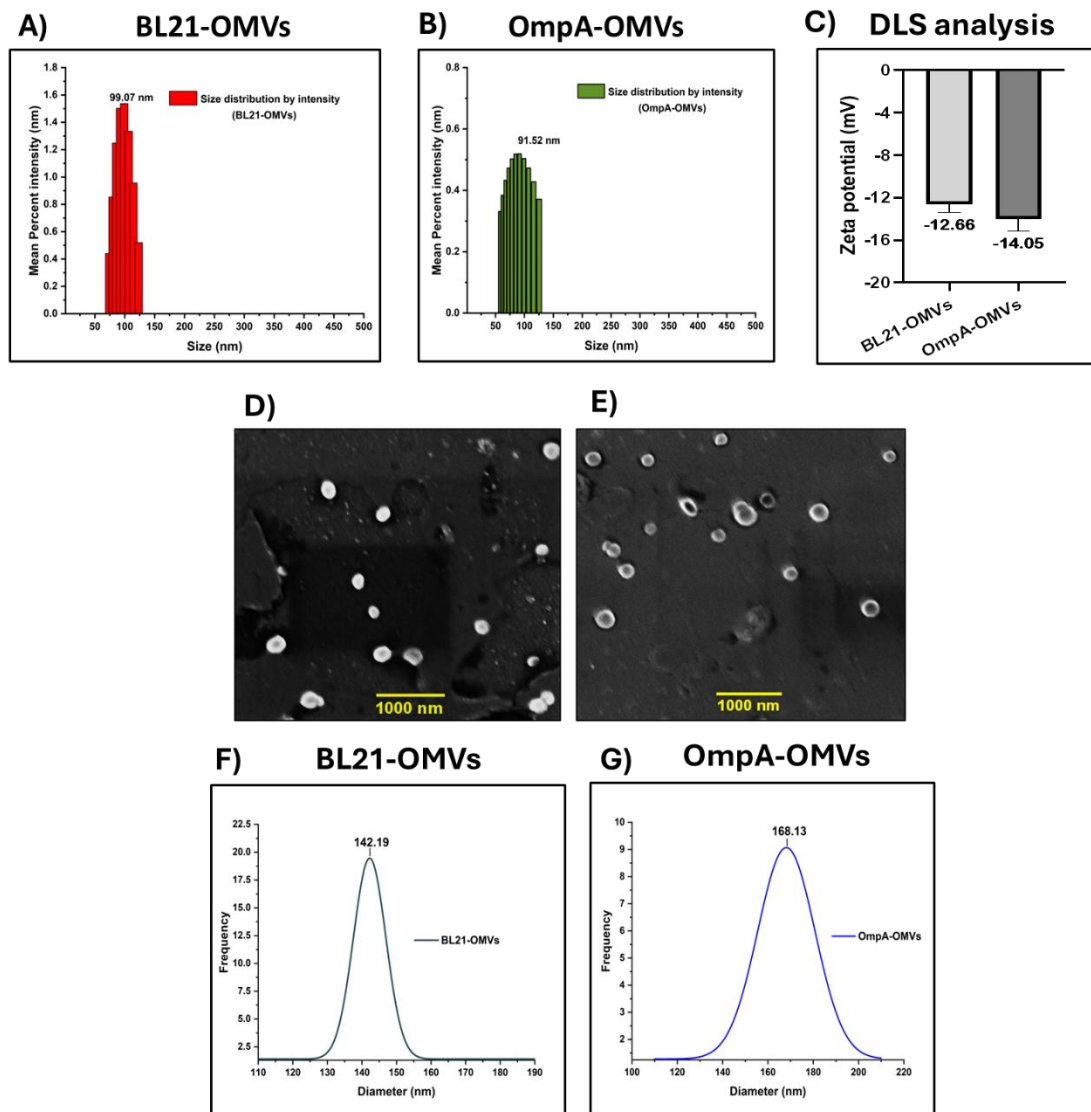 A) BL21-OMVs
1.8
1.6
1.4
1.2
1.0
0.8
0.6
0.4
0.2
0.0
Mean Percent intensity (nm)
99.07 nm
Size distribution by intensity
(BL21-OMVs)
50 100 150 200 250 300 350 400 450 500
Size (nm)
B) OmpA-OMVs
0.8
0.6
0.4
0.2
0.0
Mean Percent intensity (nm)
91.52 nm
Size distribution by intensity
(OmpA-OMVs)
50 100 150 200 250 300 350 400 450 500
Size (nm)
C) DLS analysis
0
-4
-8
-12
-16
-20
Zeta potential (mV)
-12.66
-14.05
BL21-OMVs
OmpA-OMVs
D)
1000 nm
E)
1000 nm
F) BL21-OMVs
22.5
20.0
17.5
15.0
12.5
10.0
7.5
5.0
2.5
Frequency
142.19
BL21-OMVs
110 120 130 140 150 160 170 180 190
Diameter (nm)
G) OmpA-OMVs
10
9
8
7
6
5
4
3
2
Frequency
168.13
OmpA-OMVs
100 120 140 160 180 200 220
Diameter (nm)